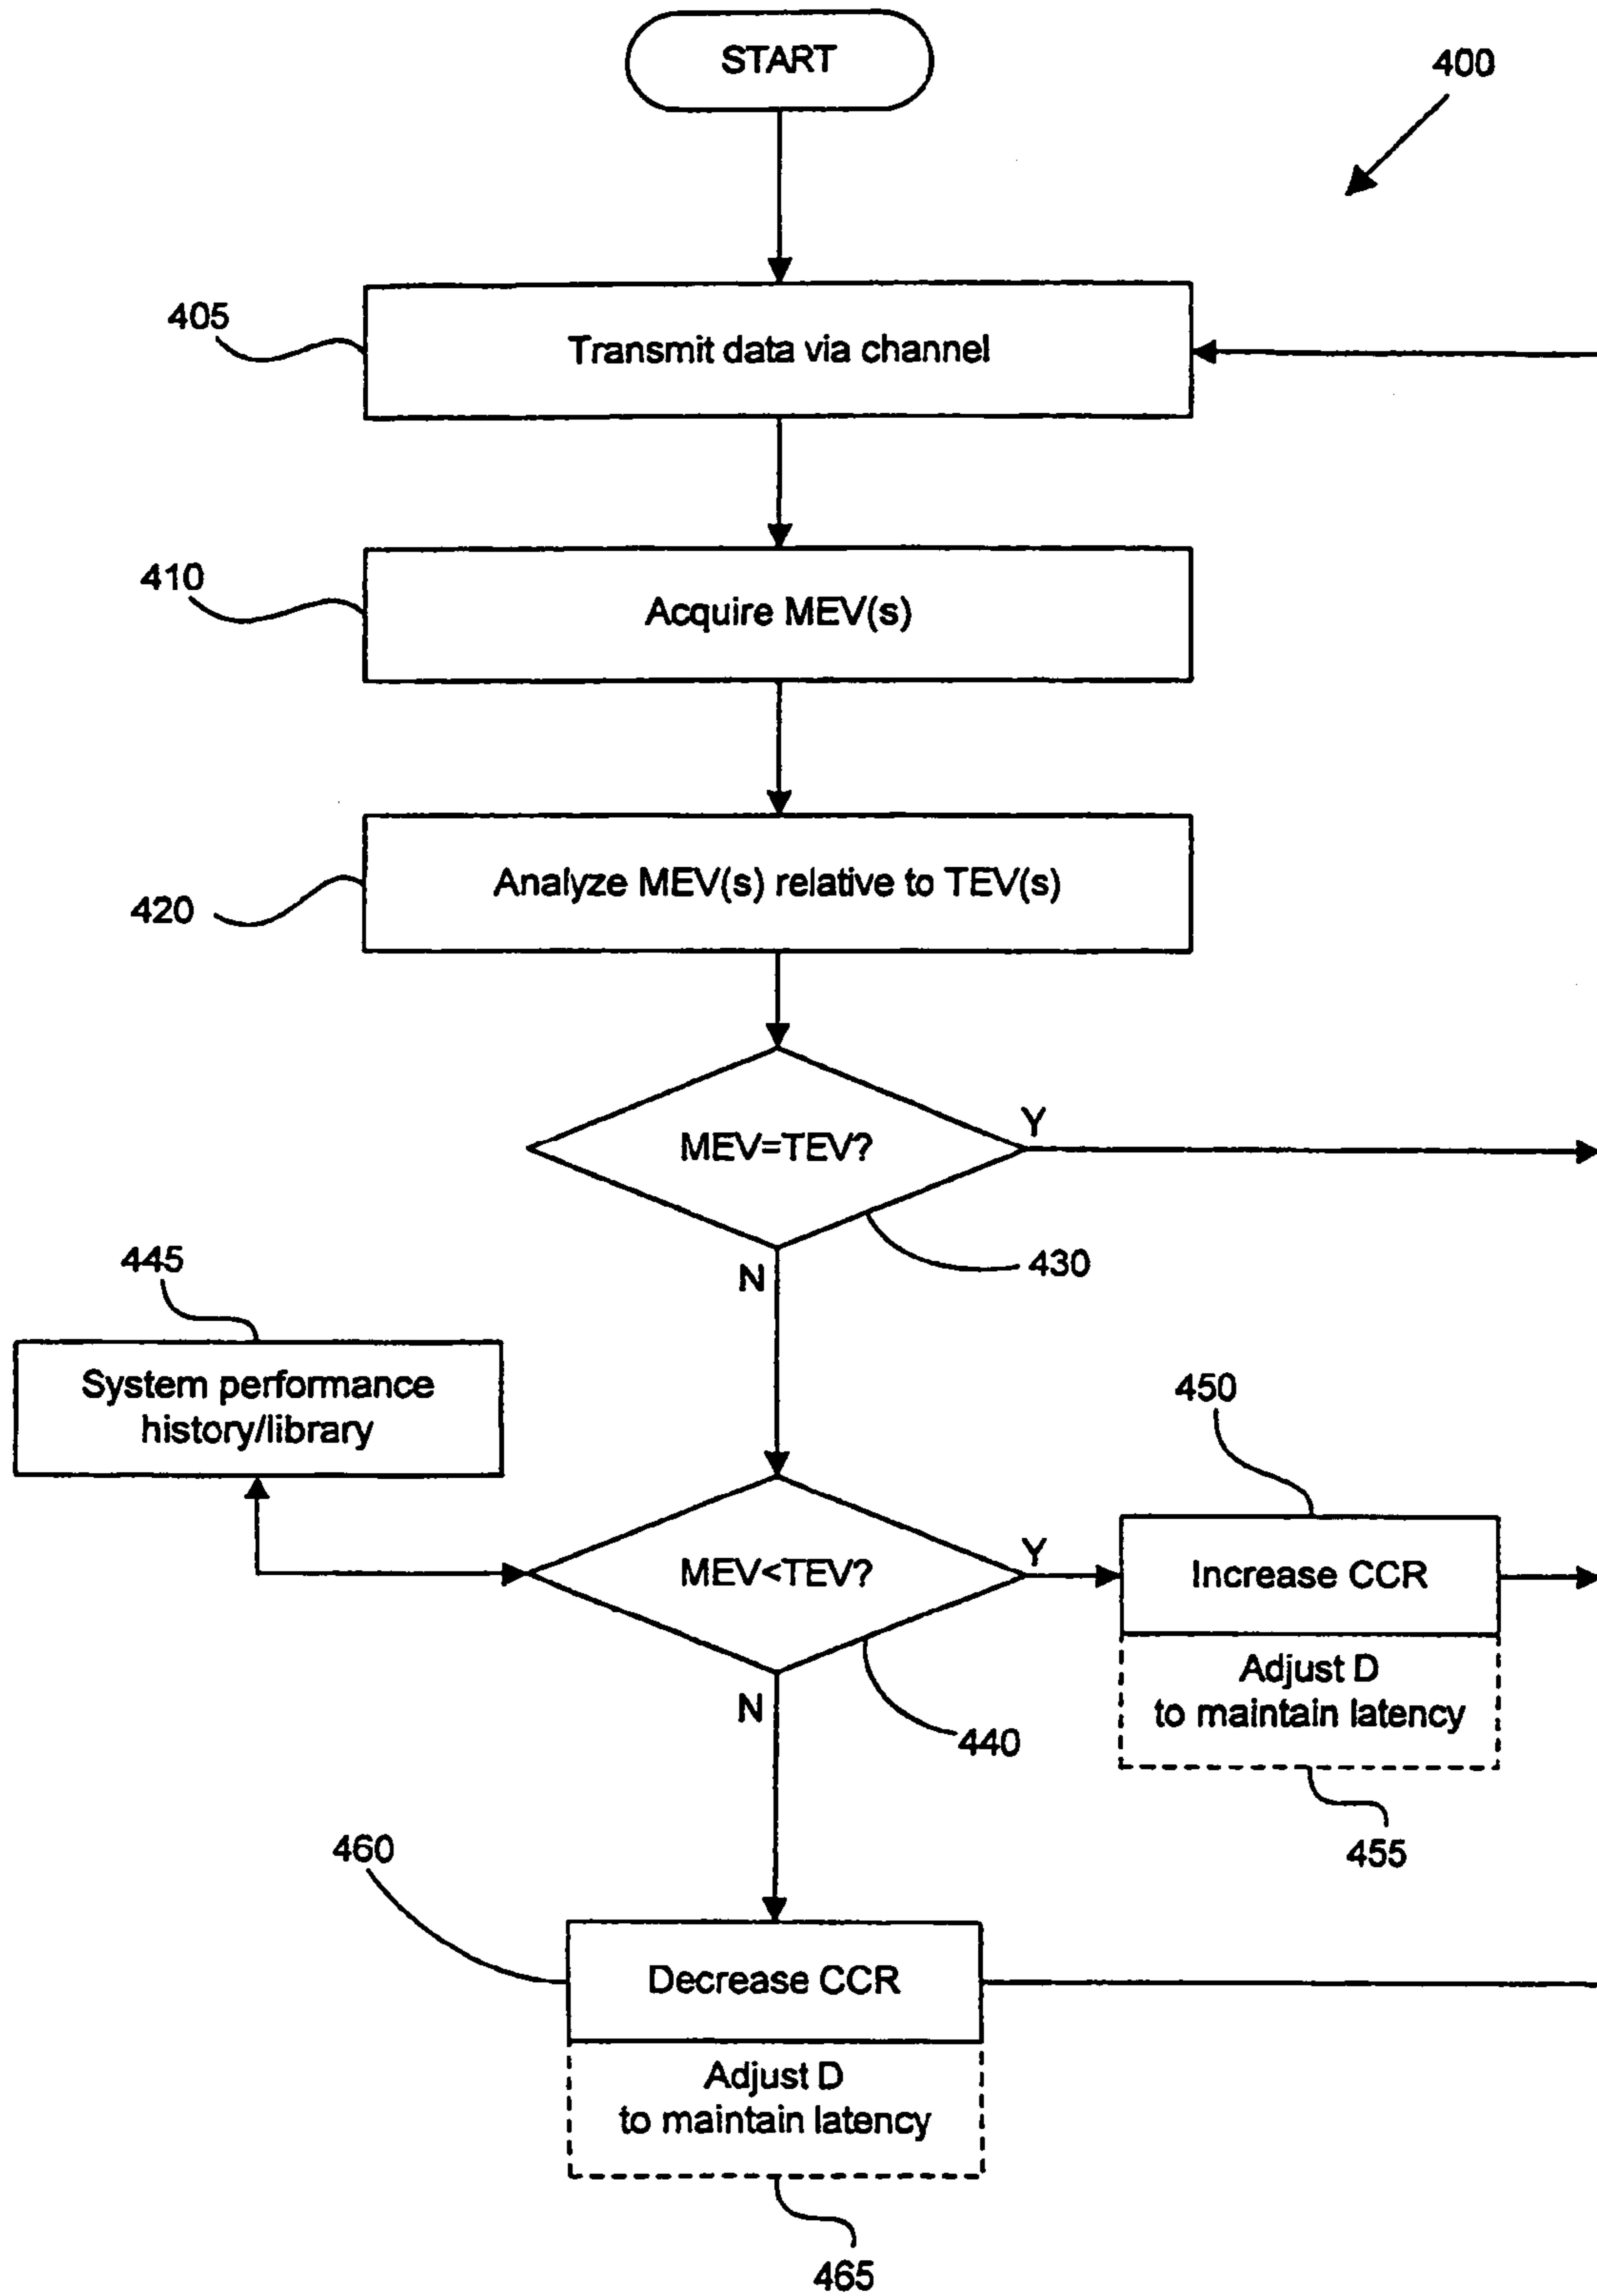 START
400
405
Transmit data via channel
410
Acquire MEV(s)
420
Analyze MEV(s) relative to TEV(s)
MEV=TEV?
Y
430
N
445
System performance
history/library
450
MEV<TEV?
Y
Increase CCR
Adjust D
to maintain latency
440
N
455
460
Decrease CCR
Adjust D
to maintain latency
465